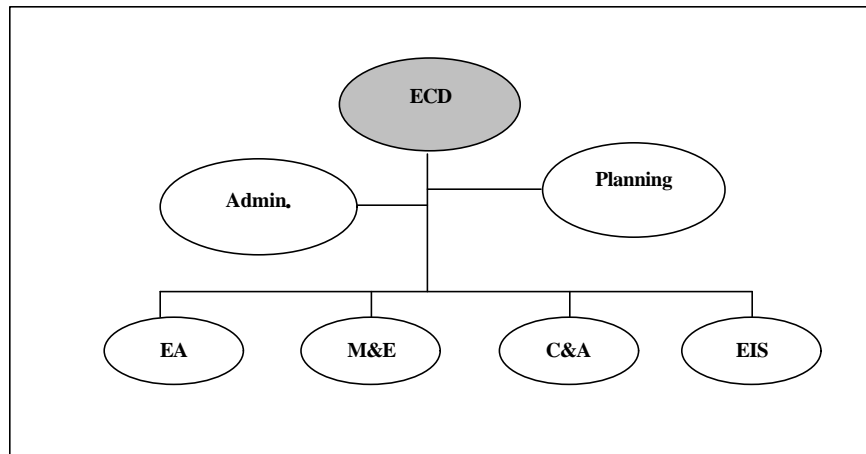 ECD
Admin.
Planning
EA
M&E
C&A
EIS